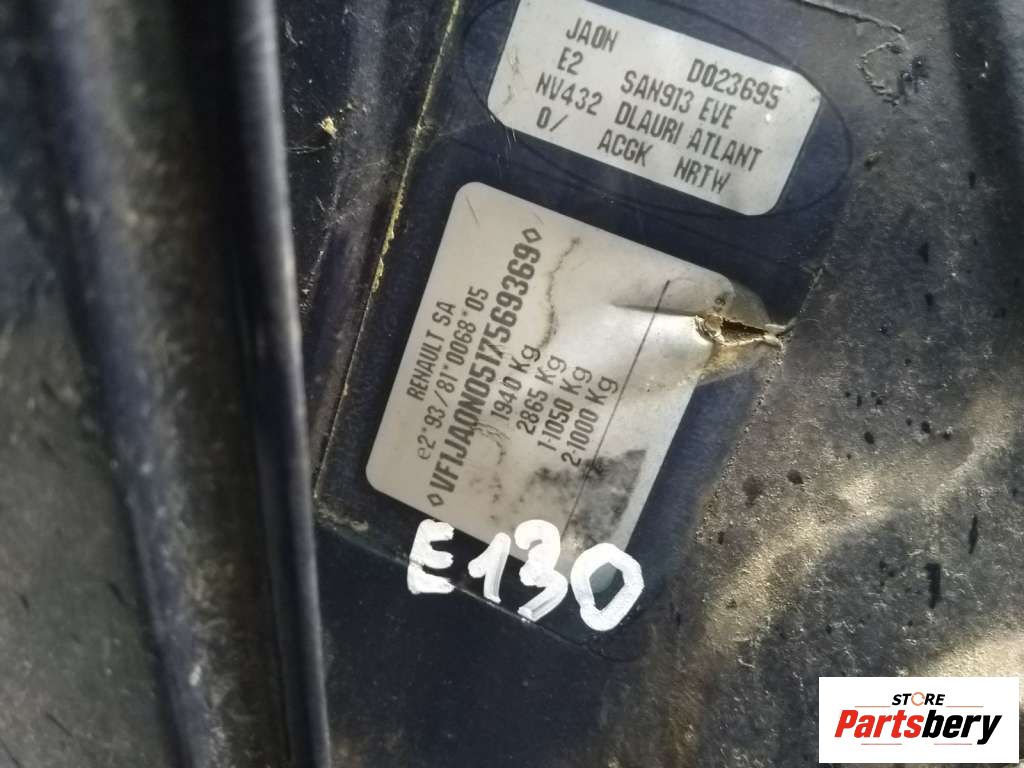 JA0N D023695
E2 SAN913 EVE
NV432 DLAURI ATLANT
0/ ACGK NRTW
RENAULT SA
e2*93/81*0068*05
◊VF1JA0N0517569369◊
1940 Kg
2865 Kg
1-1050 Kg
2-1000 Kg
E130
STORE
Partsbery